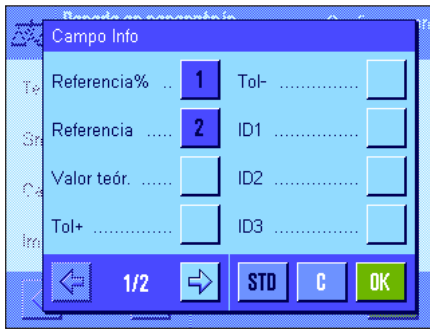 Campo Info
Referencia% .. 1
Tol- ...............
Referencia ..... 2
ID1 ...............
Valor teór. ......
ID2 ...............
Tol+ ..............
ID3 ...............
1/2 STD C OK